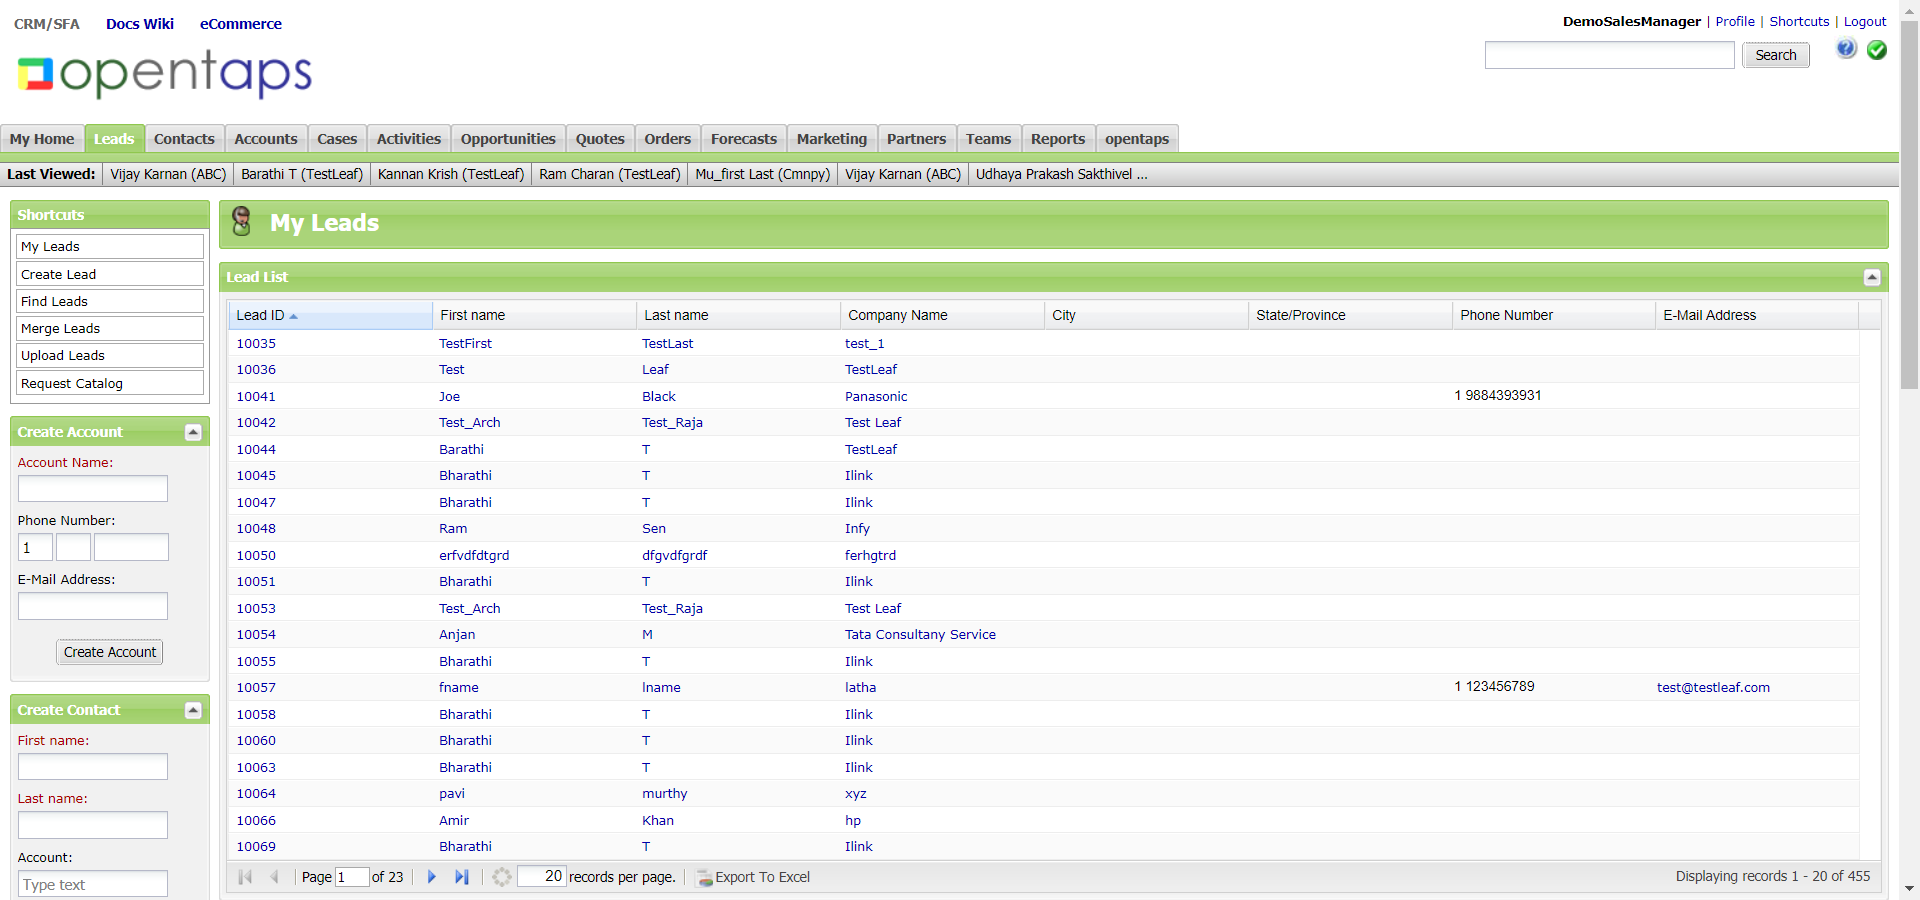 CRM/SFA Docs Wiki eCommerce
DemoSalesManager | Profile | Shortcuts | Logout
opentaps
Search
My Home Leads Contacts Accounts Cases Activities Opportunities Quotes Orders Forecasts Marketing Partners Teams Reports opentaps
Last Viewed: Vijay Karnan (ABC) Barathi T (TestLeaf) Kannan Krish (TestLeaf) Ram Charan (TestLeaf) Mu_first Last (Cmnpy) Vijay Karnan (ABC) Udhaya Prakash Sakthivel ...
Shortcuts
My Leads
Create Lead
Find Leads
Merge Leads
Upload Leads
Request Catalog
Create Account
Account Name:
Phone Number:
1
E-Mail Address:
Create Account
Create Contact
First name:
Last name:
Account:
Type text
My Leads
Lead List
Lead ID First name Last name Company Name City State/Province Phone Number E-Mail Address
10035 TestFirst TestLast test_1
10036 Test Leaf TestLeaf
10041 Joe Black Panasonic 1 9884393931
10042 Test_Arch Test_Raja Test Leaf
10044 Barathi T TestLeaf
10045 Bharathi T Ilink
10047 Bharathi T Ilink
10048 Ram Sen Infy
10050 erfvdfdtgrd dfgvdfgrdf ferhgtrd
10051 Bharathi T Ilink
10053 Test_Arch Test_Raja Test Leaf
10054 Anjan M Tata Consultany Service
10055 Bharathi T Ilink
10057 fname lname latha 1 123456789 test@testleaf.com
10058 Bharathi T Ilink
10060 Bharathi T Ilink
10063 Bharathi T Ilink
10064 pavi murthy xyz
10066 Amir Khan hp
10069 Bharathi T Ilink
Page 1 of 23 20 records per page. Export To Excel Displaying records 1 - 20 of 455